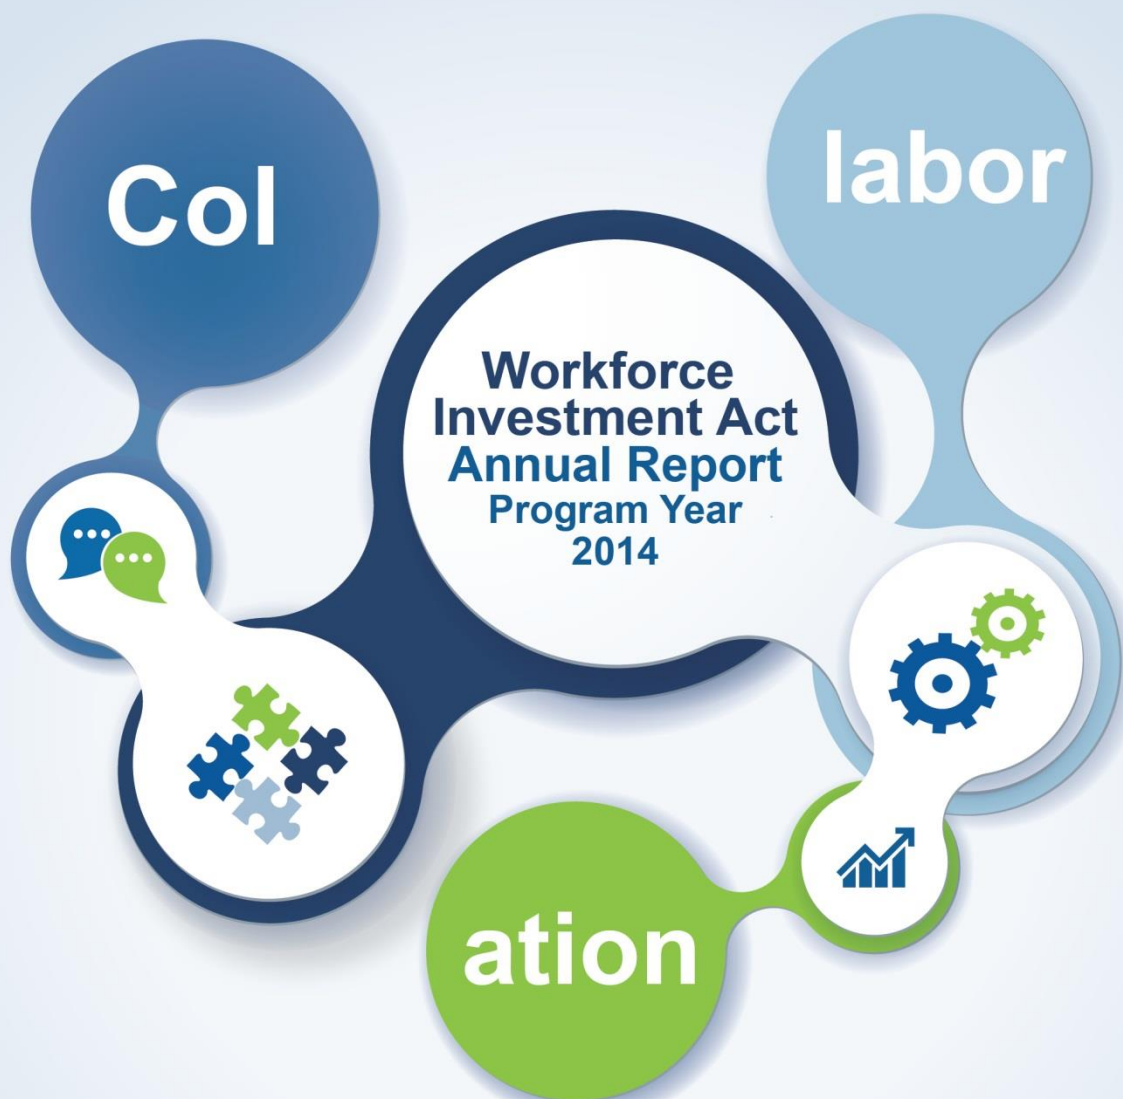 Col
labor
ation
Workforce
Investment Act
Annual Report
Program Year
2014